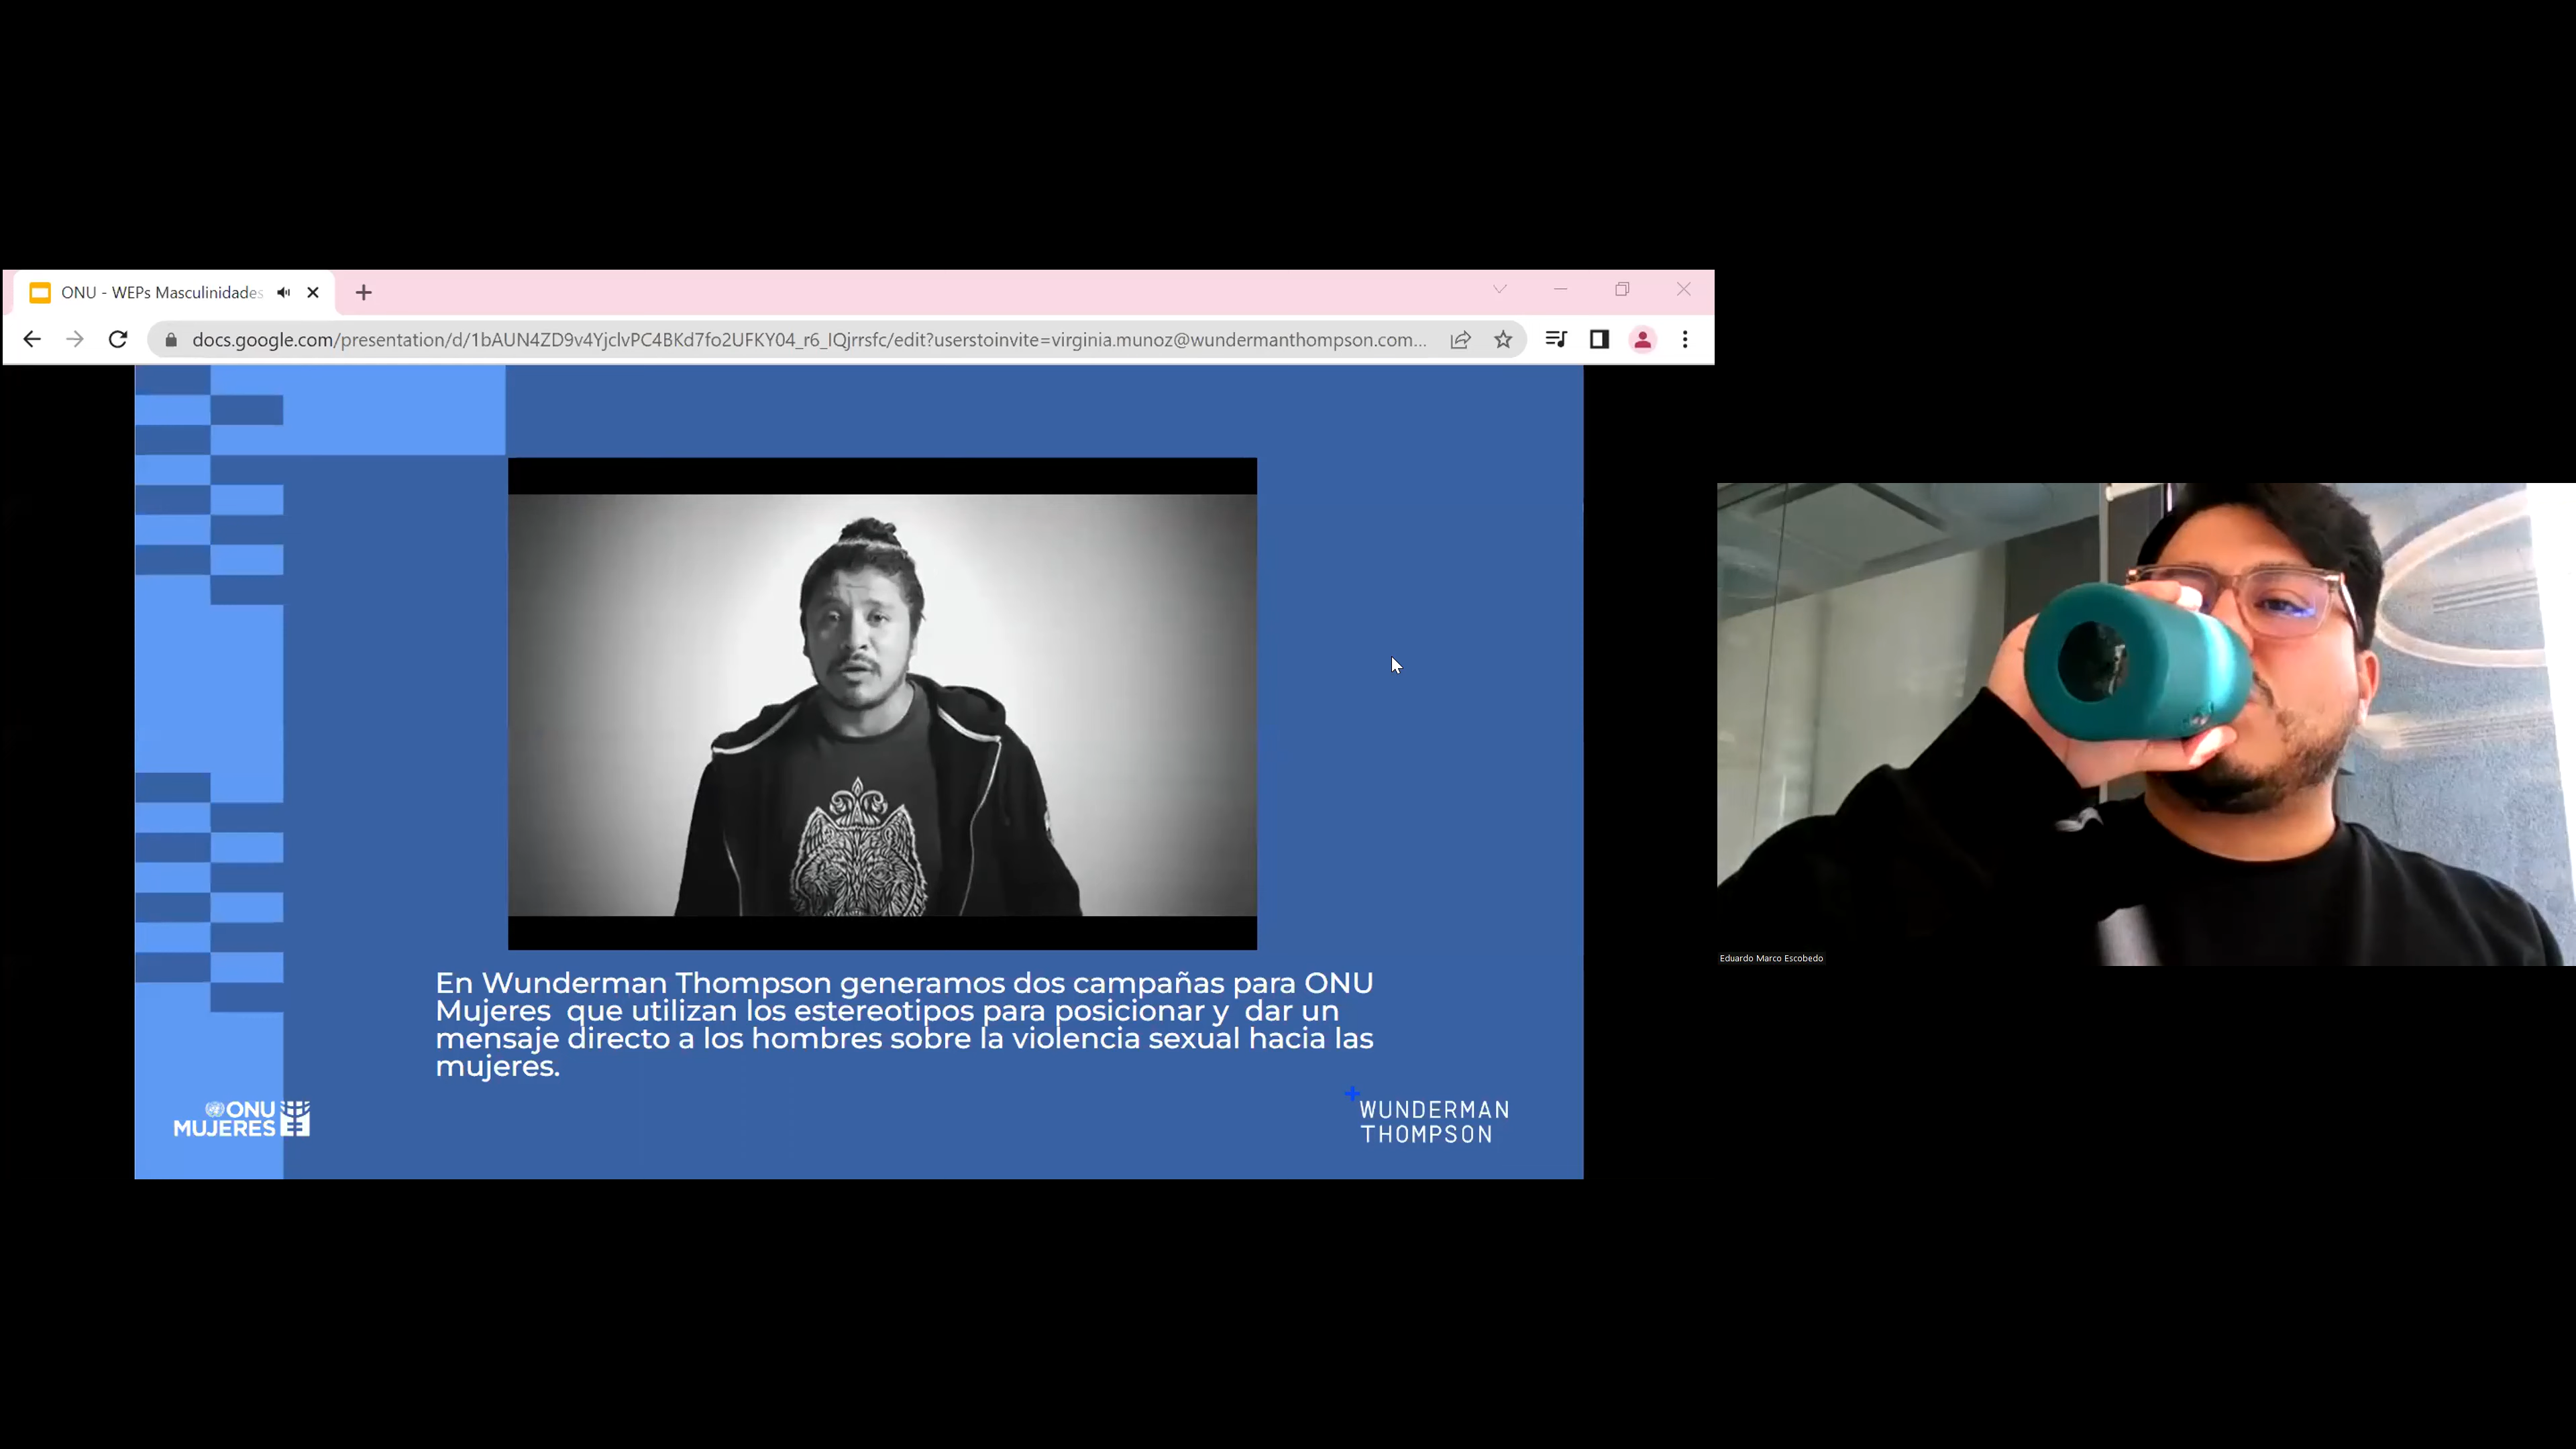 ONU - WEPs Masculinidades
docs.google.com/presentation/d/1bAUN4ZD9v4YjclvPC4BKd7fo2UFKY04_r6_IQjrrsfc/edit?userstoinvite=virginia.munoz@wundermanthompson.com...
En Wunderman Thompson generamos dos campañas para ONU
Mujeres que utilizan los estereotipos para posicionar y dar un
mensaje directo a los hombres sobre la violencia sexual hacia las
mujeres.
ONU
MUJERES
WUNDERMAN
THOMPSON
Eduardo Marco Escobedo